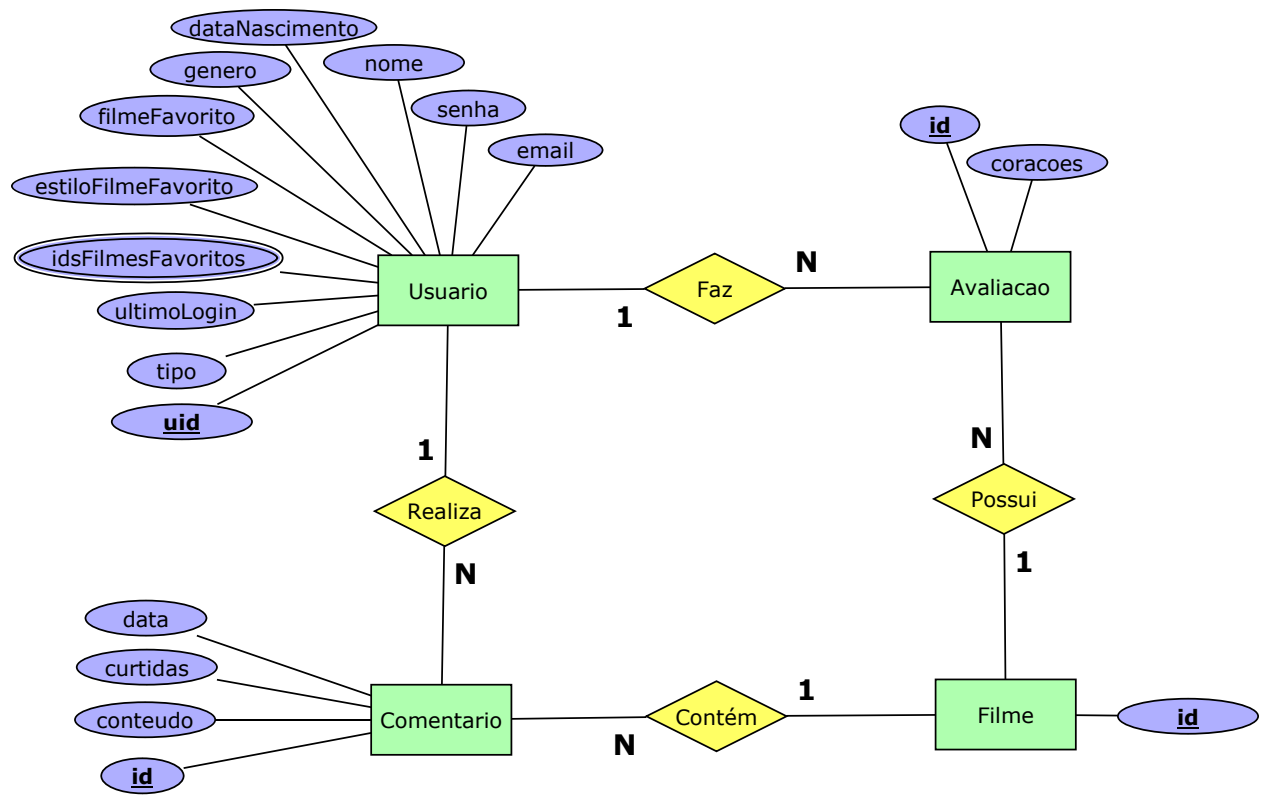 dataNascimento
nome
genero
senha
filmeFavorito
email
id
coracoes
estiloFilmeFavorito
idsFilmesFavoritos
ultimoLogin
tipo
uid
Usuario
1
Faz
N
Avaliacao
1
Realiza
N
N
Possui
1
data
curtidas
conteudo
id
Comentario
N
Contém
1
Filme
id